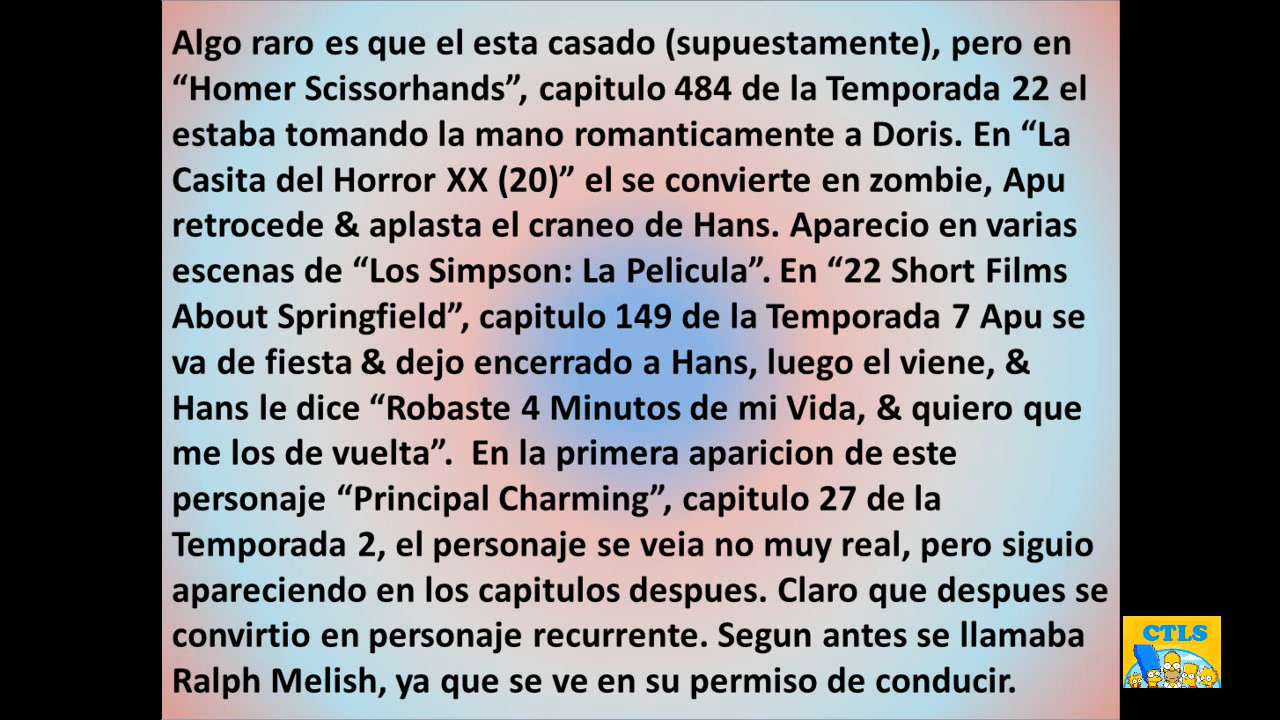 Algo raro es que el esta casado (supuestamente), pero en
“Homer Scissorhands”, capitulo 484 de la Temporada 22 el
estaba tomando la mano romanticamente a Doris. En “La
Casita del Horror XX (20)” el se convierte en zombie, Apu
retrocede & aplasta el craneo de Hans. Aparecio en varias
escenas de “Los Simpson: La Pelicula”. En “22 Short Films
About Springfield”, capitulo 149 de la Temporada 7 Apu se
va de fiesta & dejo encerrado a Hans, luego el viene, &
Hans le dice “Robaste 4 Minutos de mi Vida, & quiero que
me los de vuelta”.  En la primera aparicion de este
personaje “Principal Charming”, capitulo 27 de la
Temporada 2, el personaje se veia no muy real, pero siguio
apareciendo en los capitulos despues. Claro que despues se
convirtio en personaje recurrente. Segun antes se llamaba
Ralph Melish, ya que se ve en su permiso de conducir.
CTLS